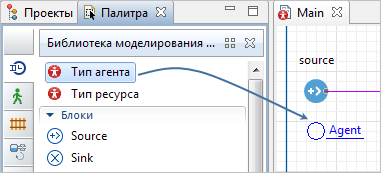 Проекты
Палитра
Main
Библиотека моделирования ...
Тип агента
Тип ресурса
Блоки
Source
Sink
source
Agent